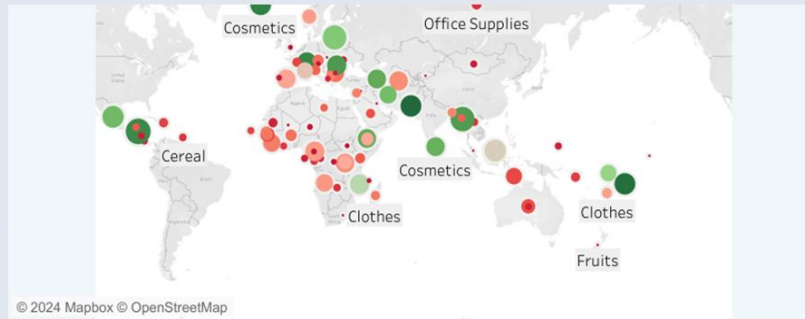 Cosmetics
Office Supplies
Cereal
Cosmetics
Clothes
Clothes
Fruits
© 2024 Mapbox © OpenStreetMap